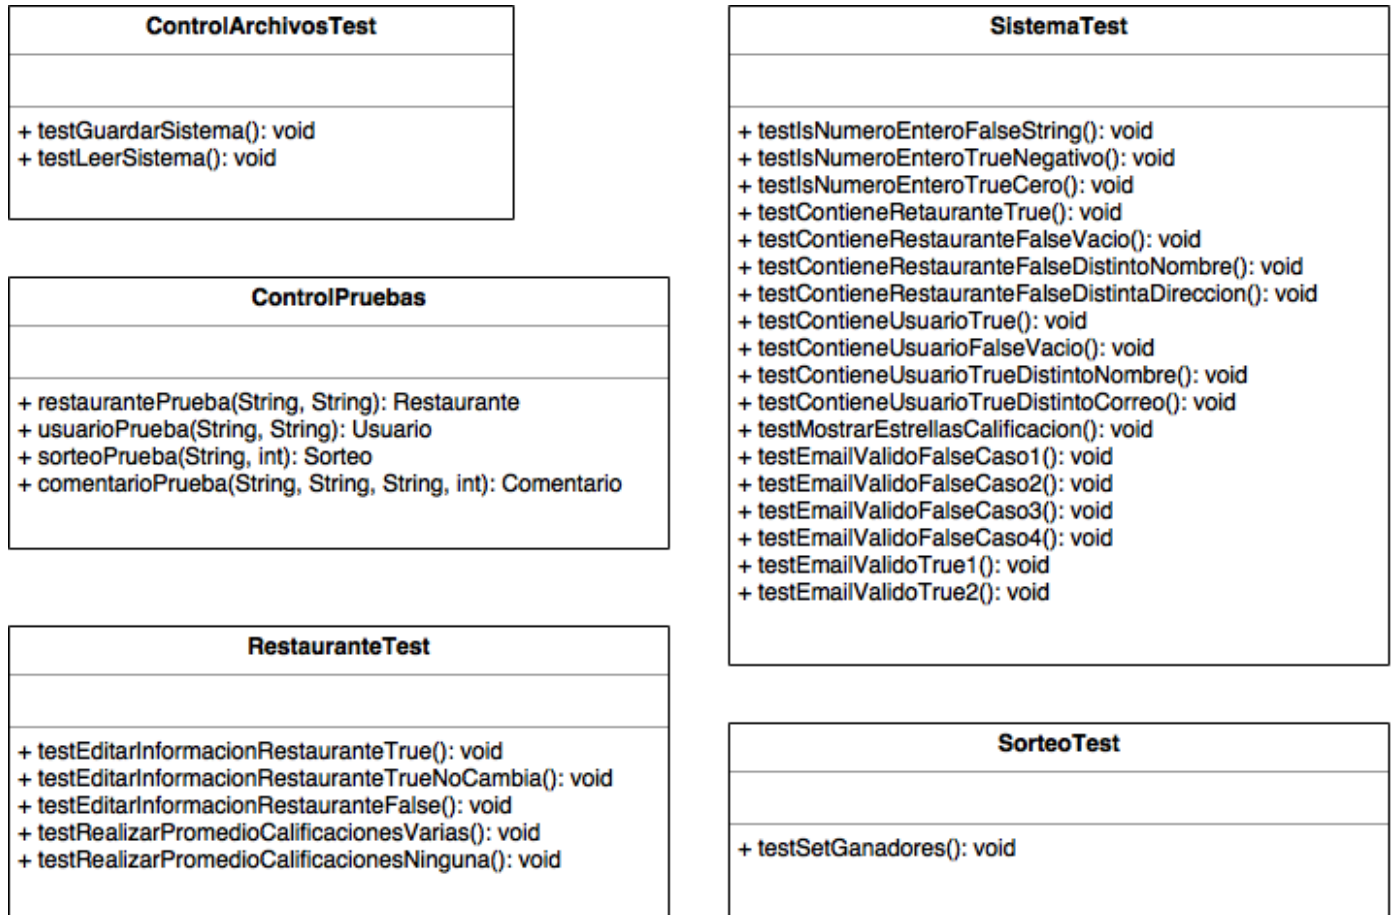 ControlArchivosTest
+ testGuardarSistema(): void
+ testLeerSistema(): void
ControlPruebas
+ restaurantePrueba(String, String): Restaurante
+ usuarioPrueba(String, String): Usuario
+ sorteoPrueba(String, int): Sorteo
+ comentarioPrueba(String, String, String, int): Comentario
RestauranteTest
+ testEditarInformacionRestauranteTrue(): void
+ testEditarInformacionRestauranteTrueNoCambia(): void
+ testEditarInformacionRestauranteFalse(): void
+ testRealizarPromedioCalificacionesVarias(): void
+ testRealizarPromedioCalificacionesNinguna(): void
SistemaTest
+ testIsNumeroEnteroFalseString(): void
+ testIsNumeroEnteroTrueNegativo(): void
+ testIsNumeroEnteroTrueCero(): void
+ testContieneRetauranteTrue(): void
+ testContieneRestauranteFalseVacio(): void
+ testContieneRestauranteFalseDistintoNombre(): void
+ testContieneRestauranteFalseDistintaDireccion(): void
+ testContieneUsuarioTrue(): void
+ testContieneUsuarioFalseVacio(): void
+ testContieneUsuarioTrueDistintoNombre(): void
+ testContieneUsuarioTrueDistintoCorreo(): void
+ testMostrarEstrellasCalificacion(): void
+ testEmailValidoFalseCaso1(): void
+ testEmailValidoFalseCaso2(): void
+ testEmailValidoFalseCaso3(): void
+ testEmailValidoFalseCaso4(): void
+ testEmailValidoTrue1(): void
+ testEmailValidoTrue2(): void
SorteoTest
+ testSetGanadores(): void